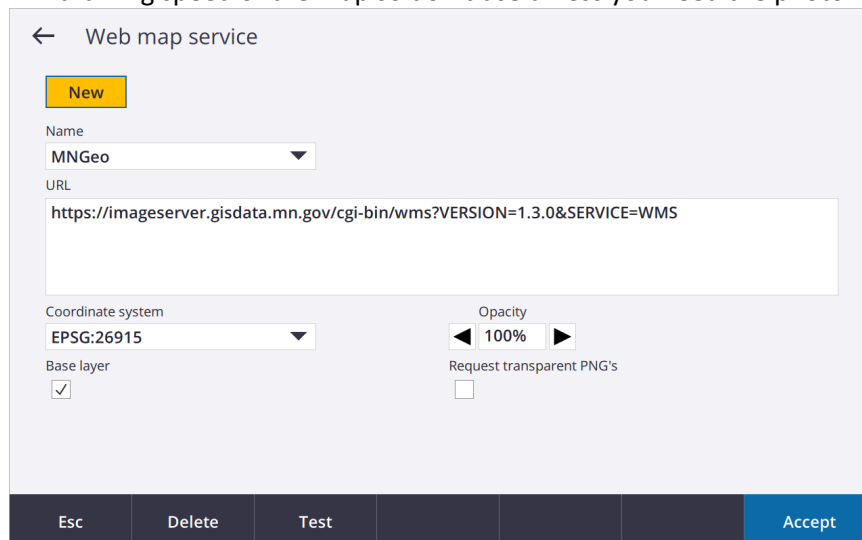 Web map service
New
Name
MNGeo
URL
https://imageserver.gisdata.mn.gov/cgi-bin/wms?VERSION=1.3.0&SERVICE=WMS
Coordinate system Opacity
EPSG:26915 100%
Base layer Request transparent PNG's
Esc Delete Test Accept